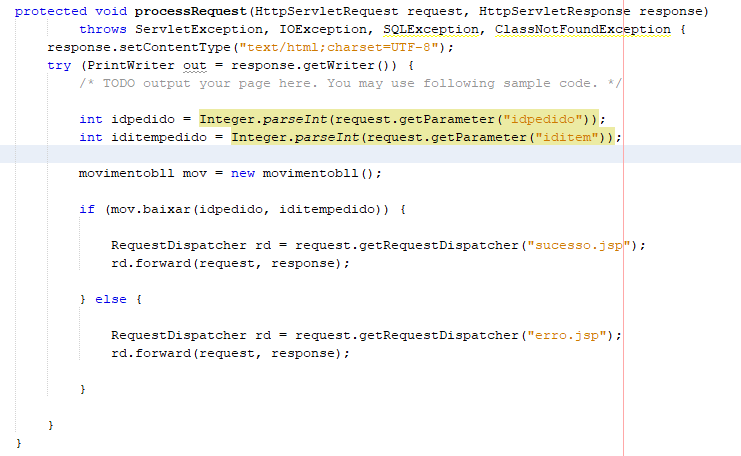 protected void processRequest(HttpServletRequest request, HttpServletResponse response)
        throws ServletException, IOException, SQLException, ClassNotFoundException {
    response.setContentType("text/html;charset=UTF-8");
    try (PrintWriter out = response.getWriter()) {
        /* TODO output your page here. You may use following sample code. */

        int idpedido = Integer.parseInt(request.getParameter("idpedido"));
        int iditempedido = Integer.parseInt(request.getParameter("iditem"));

        movimentobll mov = new movimentobll();

        if (mov.baixar(idpedido, iditempedido)) {

            RequestDispatcher rd = request.getRequestDispatcher("sucesso.jsp");
            rd.forward(request, response);

        } else {

            RequestDispatcher rd = request.getRequestDispatcher("erro.jsp");
            rd.forward(request, response);

        }

    }
}